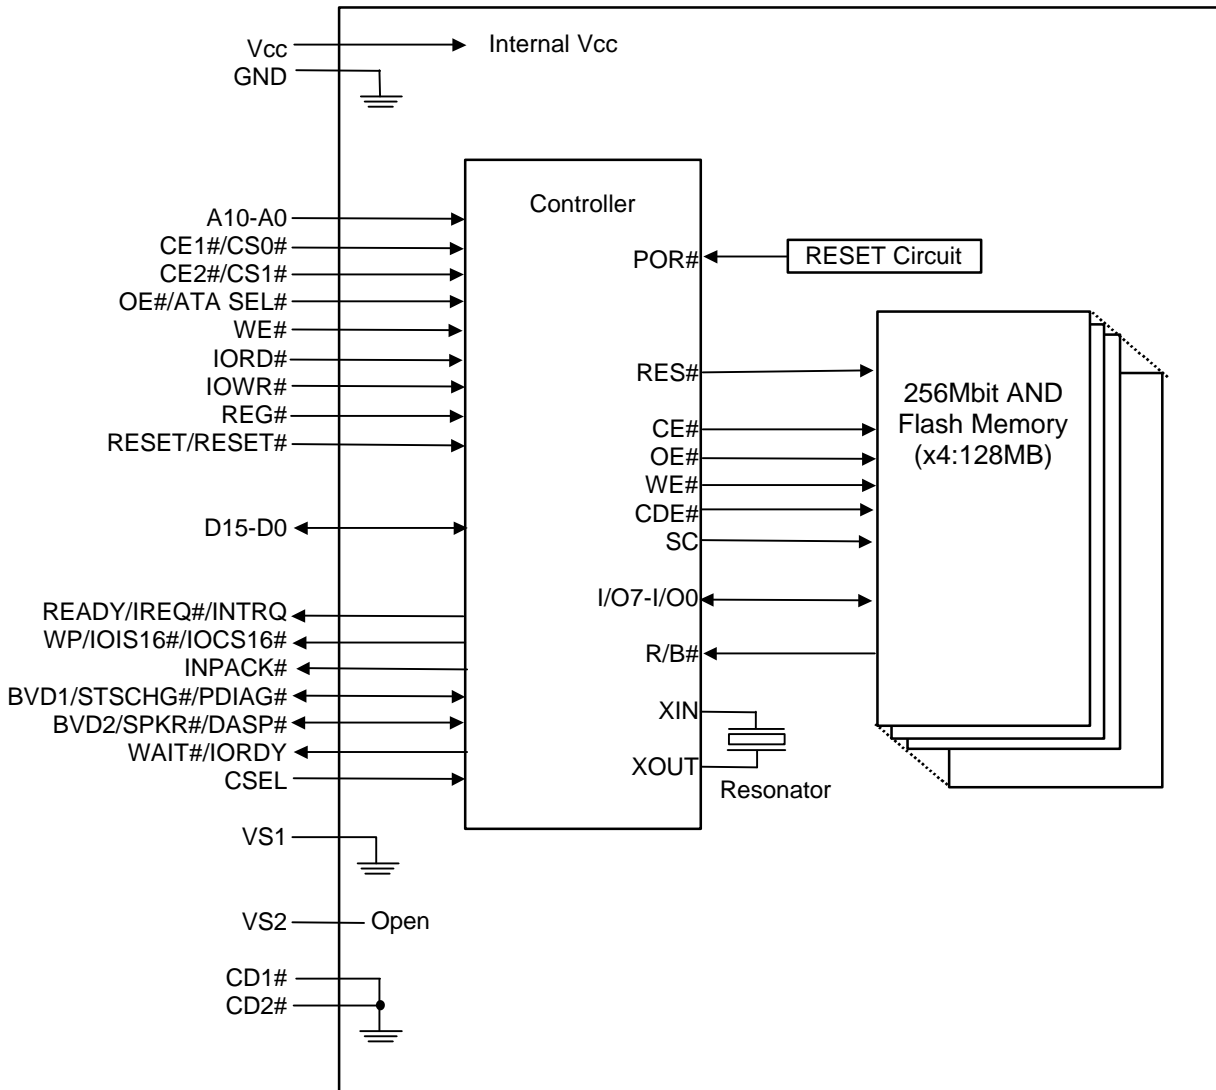 Vcc
Internal Vcc
GND
Controller
A10-A0
CE1#/CS0#
CE2#/CS1#
OE#/ATA SEL#
WE#
IORD#
IOWR#
REG#
RESET/RESET#
D15-D0
READY/IREQ#/INTRQ
WP/IOIS16#/IOCS16#
INPACK#
BVD1/STSCHG#/PDIAG#
BVD2/SPKR#/DASP#
WAIT#/IORDY
CSEL
VS1
VS2
Open
CD1#
CD2#
POR#
RESET Circuit
RES#
CE#
OE#
WE#
CDE#
SC
I/O7-I/O0
R/B#
XIN
XOUT
Resonator
256Mbit AND
Flash Memory
(x4:128MB)